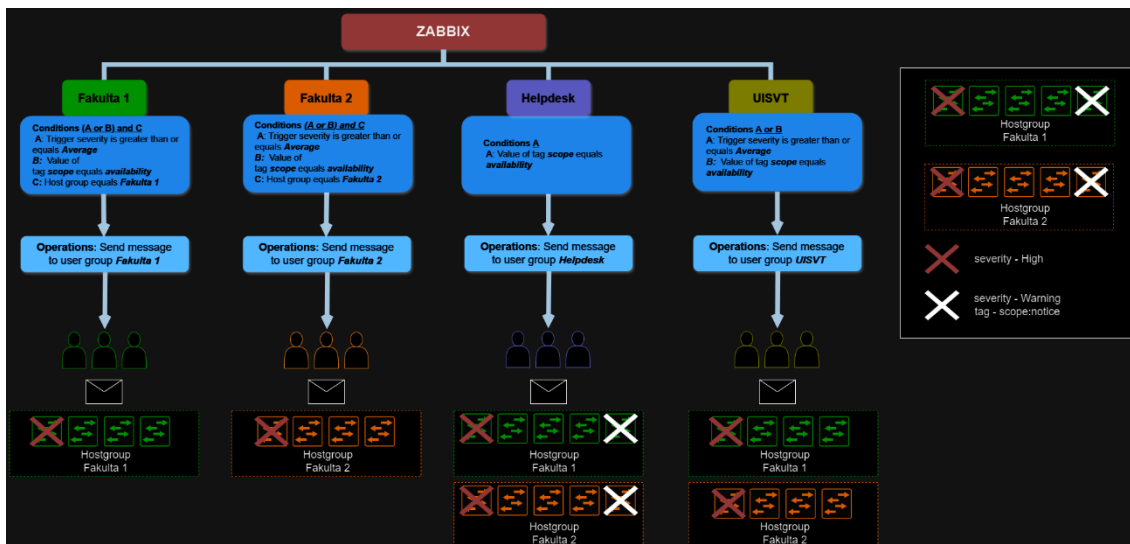 ZABBIX
Fakulta 1
Conditions (A or B) and C
A: Trigger severity is greater than or
equals Average
B: Value of
tag scope equals availability
C: Host group equals Fakulta 1
Operations: Send message
to user group Fakulta 1
Hostgroup
Fakulta 1
Fakulta 2
Conditions (A or B) and C
A: Trigger severity is greater than or
equals Average
B: Value of
tag scope equals availability
C: Host group equals Fakulta 2
Operations: Send message
to user group Fakulta 2
Hostgroup
Fakulta 2
Helpdesk
Conditions A
A: Value of tag scope equals
availability
Operations: Send message
to user group Helpdesk
Hostgroup
Fakulta 1
Hostgroup
Fakulta 2
UISVT
Conditions A or B
A: Trigger severity is greater than or
equals Average
B: Value of tag scope equals
availability
Operations: Send message
to user group UISVT
Hostgroup
Fakulta 1
Hostgroup
Fakulta 2
Hostgroup
Fakulta 1
Hostgroup
Fakulta 2
severity - High
severity - Warning
tag - scope:notice